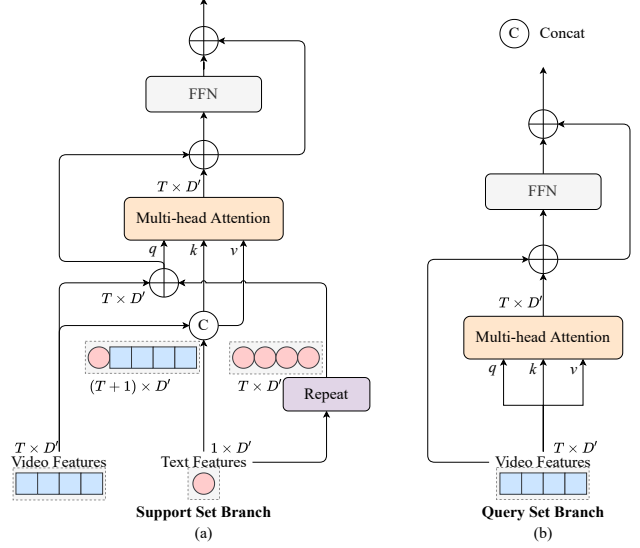 FFN
T × D′
Multi-head Attention
q k v
T × D′
C
(T + 1) × D′
T × D′
Repeat
T × D′
Video Features
1 × D′
Text Features
Support Set Branch
(a)
C Concat
FFN
T × D′
Multi-head Attention
q k v
T × D′
Video Features
Query Set Branch
(b)